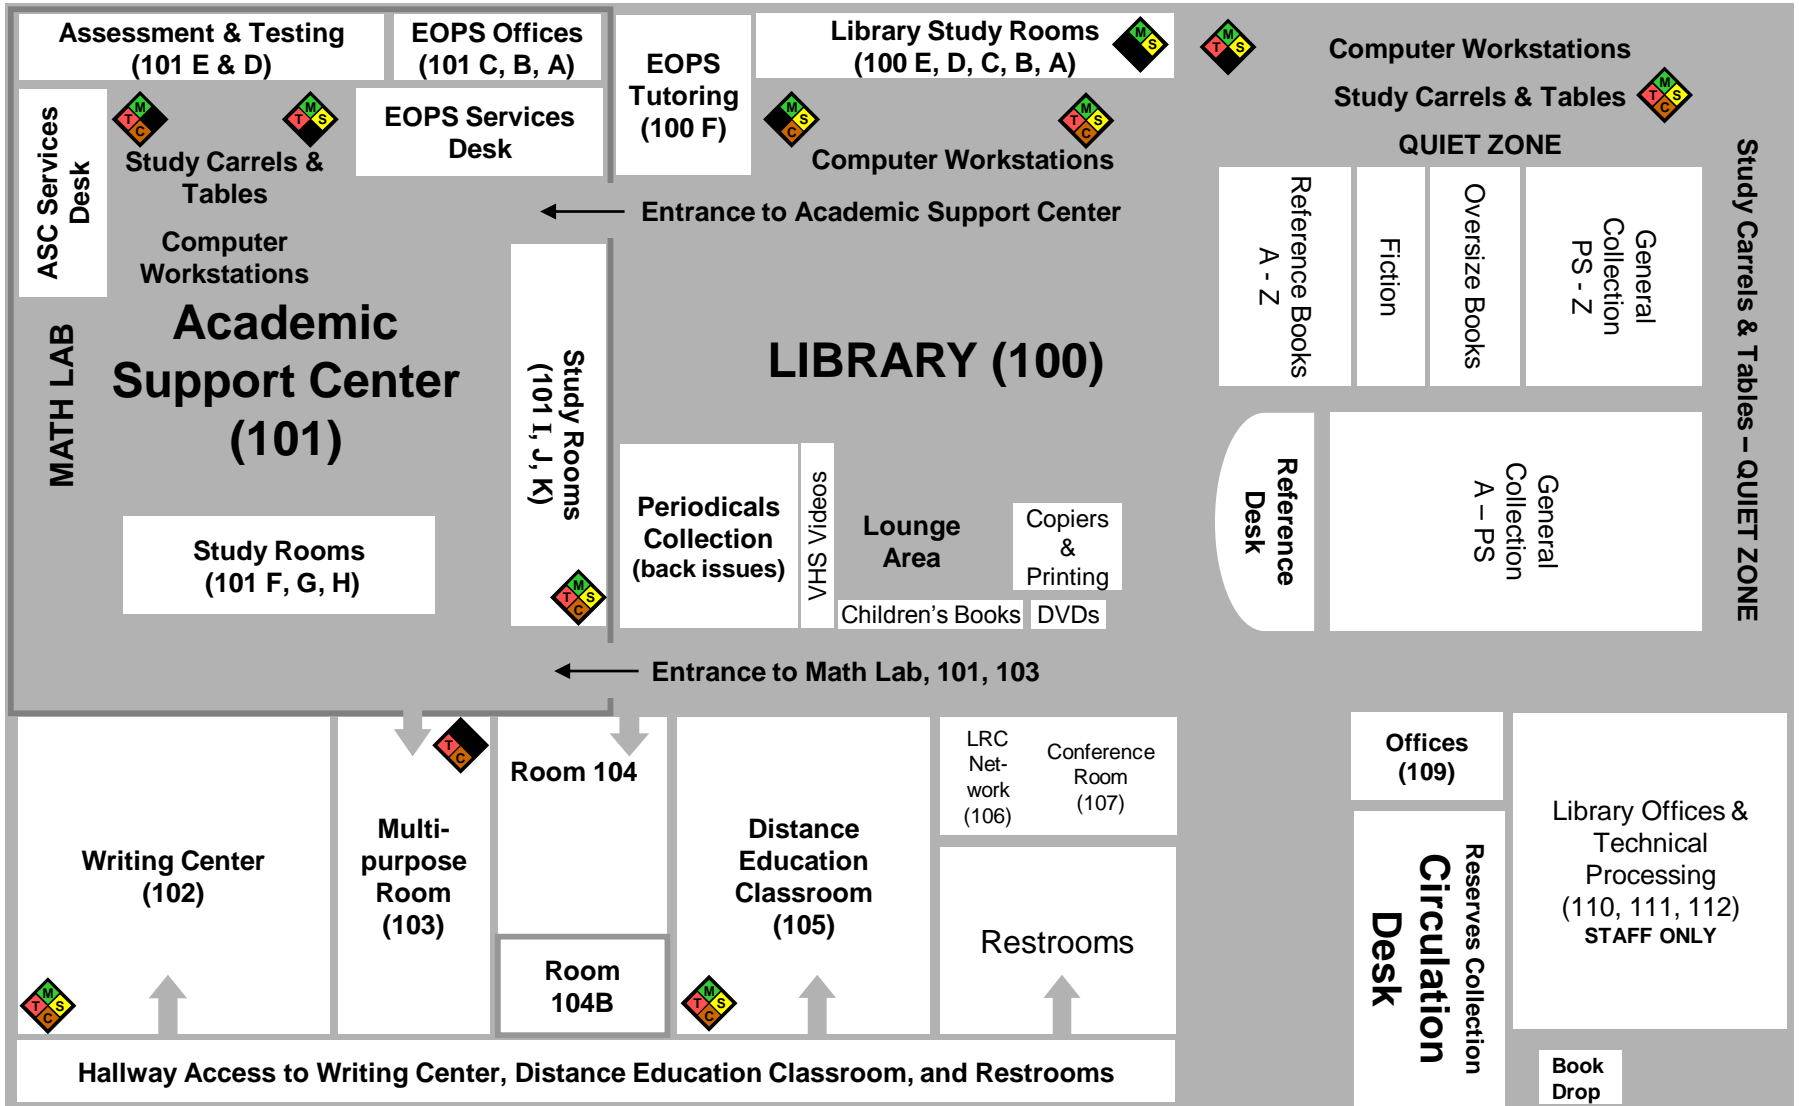 Assessment & Testing
(101 E & D)
EOPS Offices
(101 C, B, A)
EOPS
Tutoring
(100 F)
Library Study Rooms
(100 E, D, C, B, A)
M
S
M
T
S
Computer Workstations
Study Carrels & Tables
M
T
S
C
QUIET ZONE
ASC Services
Desk
M
T
C
M
T
S
EOPS Services
Desk
M
S
C
M
T
S
C
Study Carrels &
Tables
Computer Workstations
Entrance to Academic Support Center
Computer
Workstations
Reference Books
A - Z
Fiction
Oversize Books
General
Collection
PS - Z
Study Carrels & Tables – QUIET ZONE
MATH LAB
Academic
Support Center
(101)
Study Rooms
(101 I, J, K)
M
T
S
C
LIBRARY (100)
Study Rooms
(101 F, G, H)
Periodicals
Collection
(back issues)
VHS Videos
Lounge
Area
Copiers
&
Printing
Children's Books
DVDs
Reference
Desk
General
Collection
A – PS
Entrance to Math Lab, 101, 103
Writing Center
(102)
M
T
S
C
T
C
Multi-
purpose
Room
(103)
Room 104
Room
104B
Distance
Education
Classroom
(105)
M
T
S
C
LRC
Net-
work
(106)
Conference
Room
(107)
Restrooms
Offices
(109)
Reserves Collection
Circulation
Desk
Library Offices &
Technical
Processing
(110, 111, 112)
STAFF ONLY
Hallway Access to Writing Center, Distance Education Classroom, and Restrooms
Book
Drop